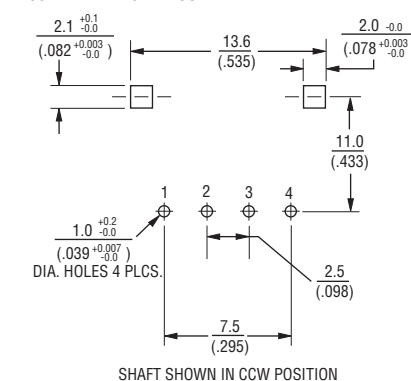 2.1 +0.1 -0.0
(.082 +0.003 -0.0 )
13.6
(.535)
2.0 -0.0
(.078 +0.003 -0.0 )
11.0
(.433)
1 2 3 4
1.0 +0.2 -0.0
(.039 +0.007 -0.0 )
DIA. HOLES 4 PLCS.
2.5
(.098)
7.5
(.295)
SHAFT SHOWN IN CCW POSITION